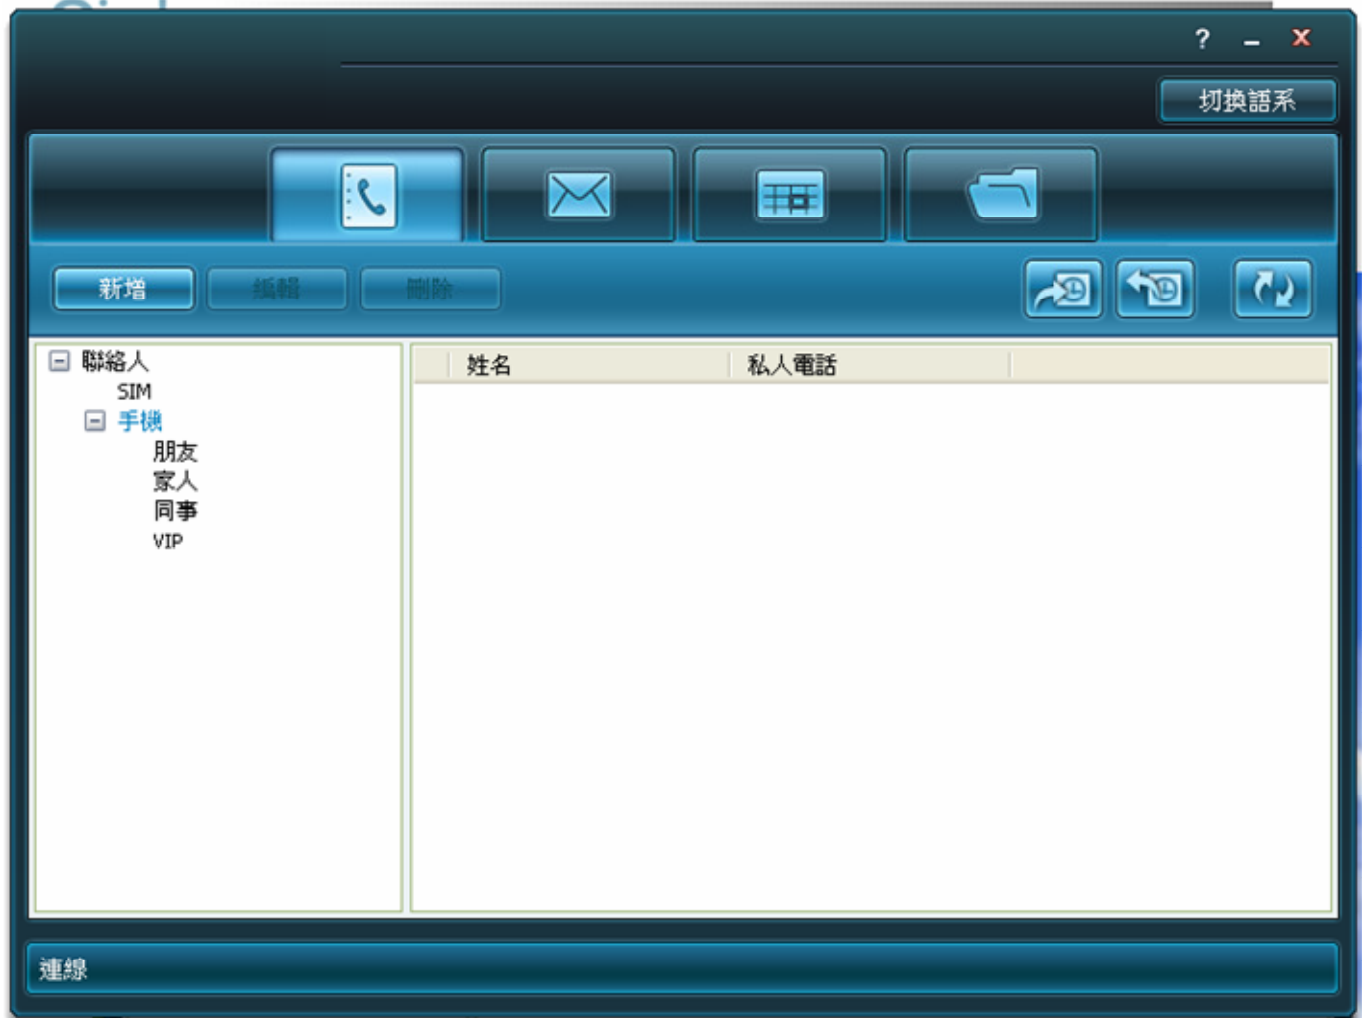 ? – X
切換語系
新增 編輯 刪除
聯絡人
SIM
手機
朋友
家人
同事
VIP
姓名 私人電話
連線